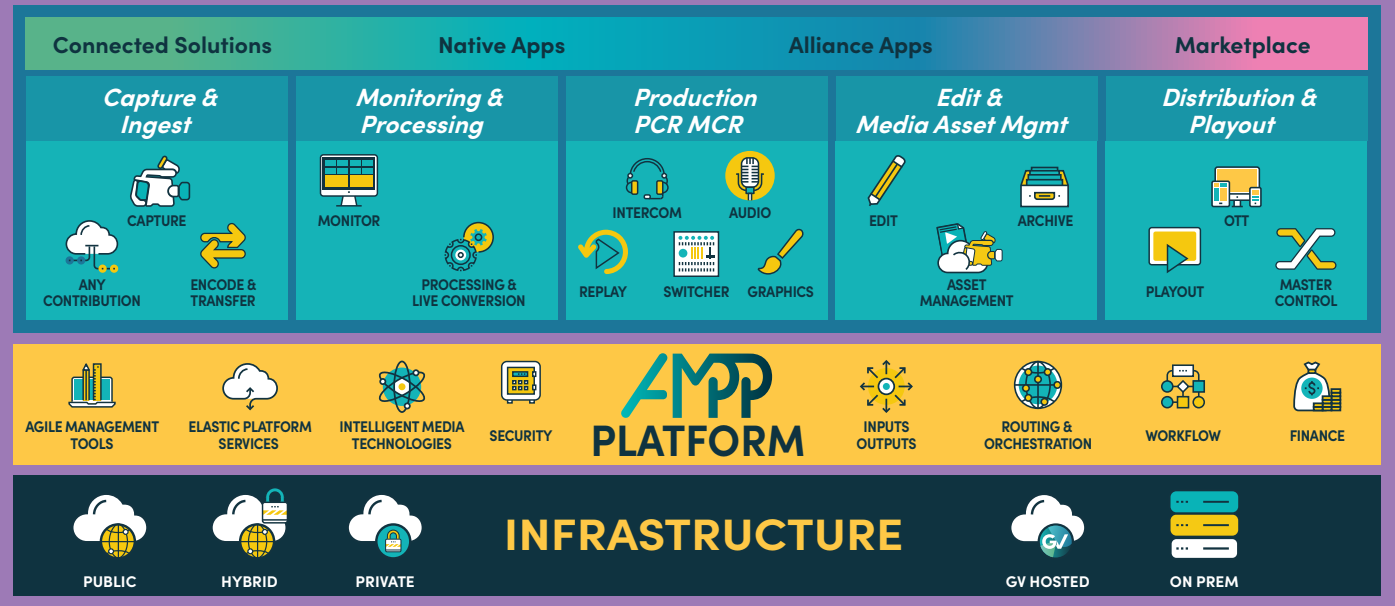 Connected Solutions
Native Apps
Alliance Apps
Marketplace
Capture &
Ingest
CAPTURE
ANY
CONTRIBUTION
ENCODE &
TRANSFER
Monitoring &
Processing
MONITOR
PROCESSING &
LIVE CONVERSION
Production
PCR MCR
INTERCOM
AUDIO
REPLAY
SWITCHER
GRAPHICS
Edit &
Media Asset Mgmt
EDIT
ARCHIVE
ASSET
MANAGEMENT
Distribution &
Playout
OTT
PLAYOUT
MASTER
CONTROL
AGILE MANAGEMENT
TOOLS
ELASTIC PLATFORM
SERVICES
INTELLIGENT MEDIA
TECHNOLOGIES
SECURITY
AMPP
PLATFORM
INPUTS
OUTPUTS
ROUTING &
ORCHESTRATION
WORKFLOW
$
FINANCE
PUBLIC
HYBRID
PRIVATE
INFRASTRUCTURE
GV
GV HOSTED
ON PREM